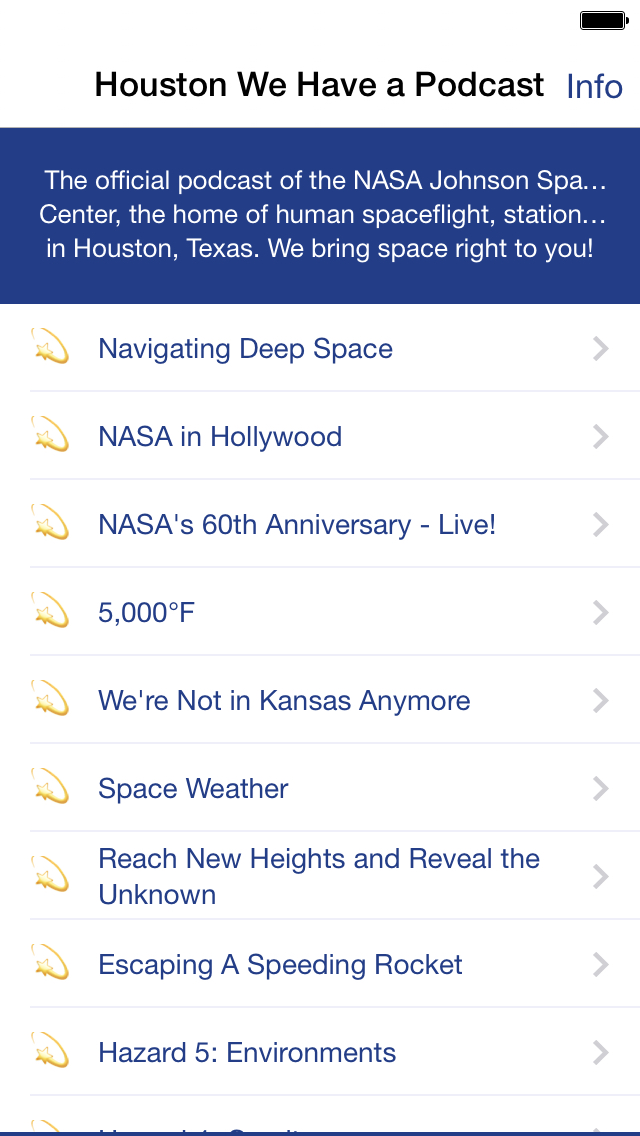 Houston We Have a Podcast
Info
The official podcast of the NASA Johnson Spa…
Center, the home of human spaceflight, station…
in Houston, Texas. We bring space right to you!
Navigating Deep Space
NASA in Hollywood
NASA's 60th Anniversary - Live!
5,000°F
We're Not in Kansas Anymore
Space Weather
Reach New Heights and Reveal the
Unknown
Escaping A Speeding Rocket
Hazard 5: Environments